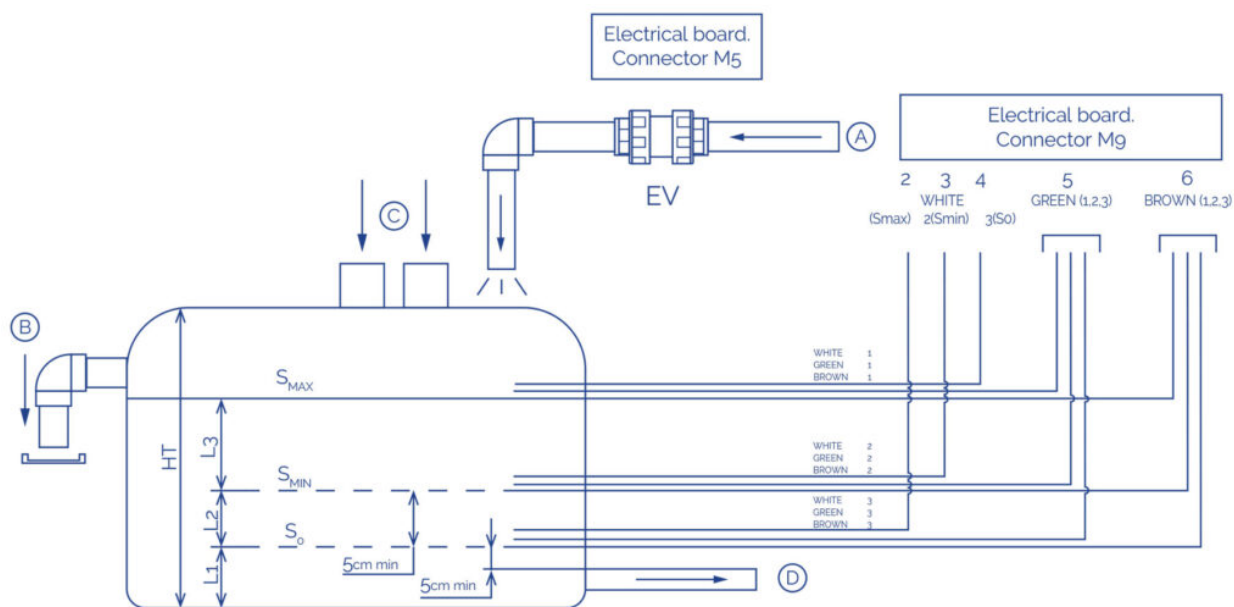 Electrical board.
Connector M5
Electrical board.
Connector M9
A
EV
2 3 4 5 6
WHITE GREEN (1,2,3) BROWN (1,2,3)
(Smax) 2(Smin) 3(S0)
C
B
WHITE 1
GREEN 1
BROWN 1
SMAX
HT
L3
WHITE 2
GREEN 2
BROWN 2
SMIN
L2
WHITE 3
GREEN 3
BROWN 3
S0
L1
5cm min
5cm min
D